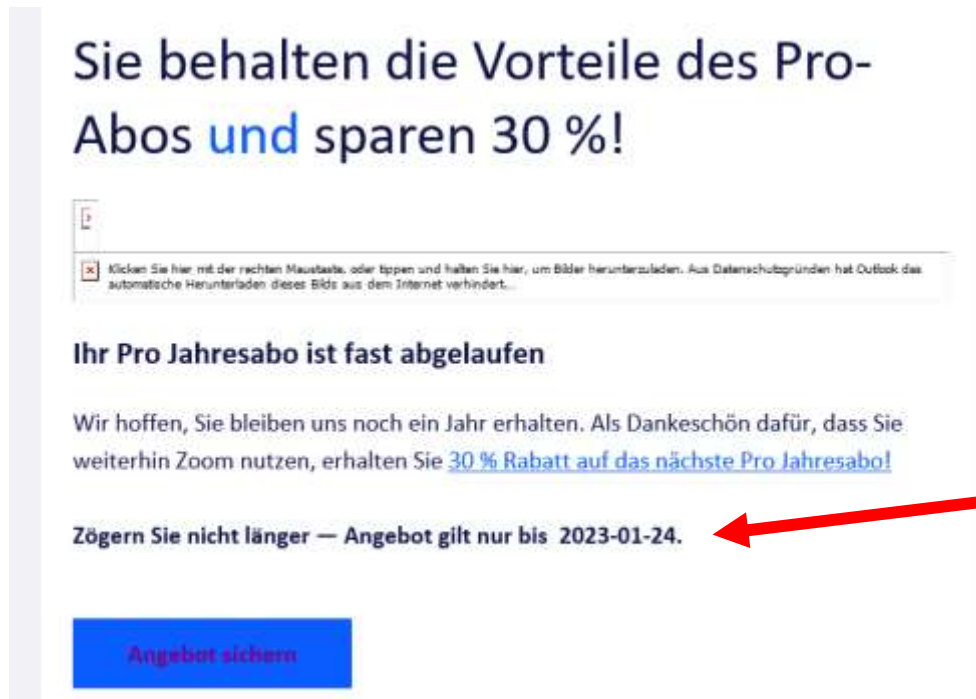 Sie behalten die Vorteile des Pro-
Abos und sparen 30 %!
Klicken Sie hier mit der rechten Maustaste, oder tippen und halten Sie hier, um Bilder herunterzuladen. Aus Datenschutzgründen hat Outlook das
automatische Herunterladen dieses Bilds aus dem Internet verhindert.
Ihr Pro Jahresabo ist fast abgelaufen
Wir hoffen, Sie bleiben uns noch ein Jahr erhalten. Als Dankeschön dafür, dass Sie
weiterhin Zoom nutzen, erhalten Sie 30 % Rabatt auf das nächste Pro Jahresabo!
Zögern Sie nicht länger — Angebot gilt nur bis 2023-01-24.
Angebot sichern